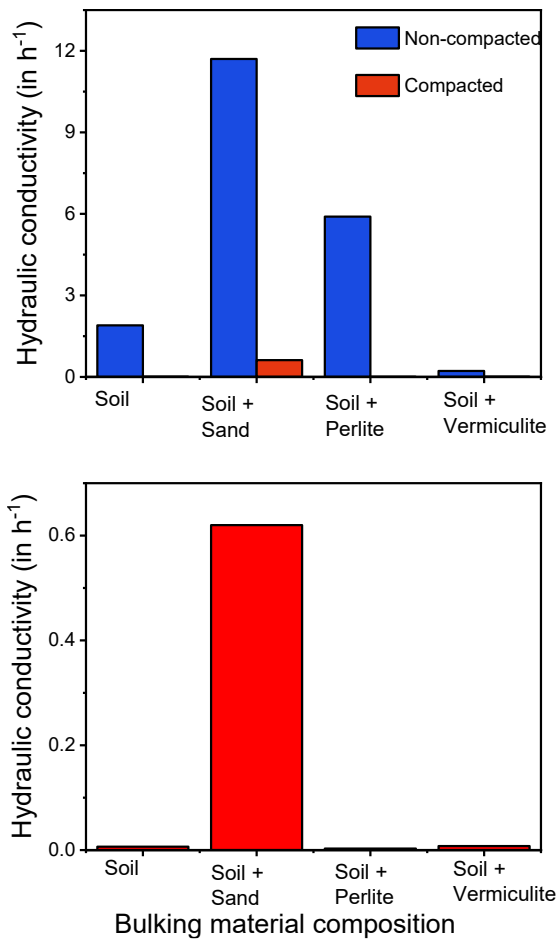 Hydraulic conductivity (in h⁻¹)
12
9
6
3
0
Non-compacted
Compacted
Soil
Soil +
Sand
Soil +
Perlite
Soil +
Vermiculite
Hydraulic conductivity (in h⁻¹)
0.6
0.4
0.2
0.0
Soil
Soil +
Sand
Soil +
Perlite
Soil +
Vermiculite
Bulking material composition